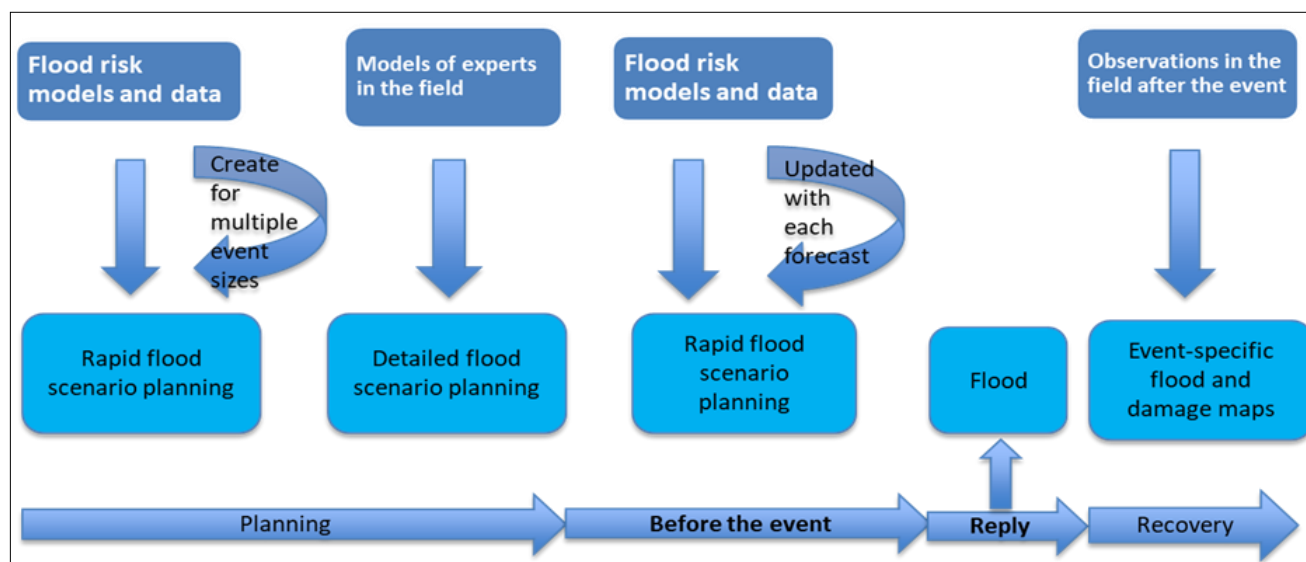 Flood risk
models and data
Models of experts
in the field
Flood risk
models and data
Observations in the
field after the event
Create
for
multiple
event
sizes
Updated
with
each
forecast
Rapid flood
scenario planning
Detailed flood
scenario planning
Rapid flood
scenario
planning
Flood
Event-specific
flood and
damage maps
Planning
Before the event
Reply
Recovery